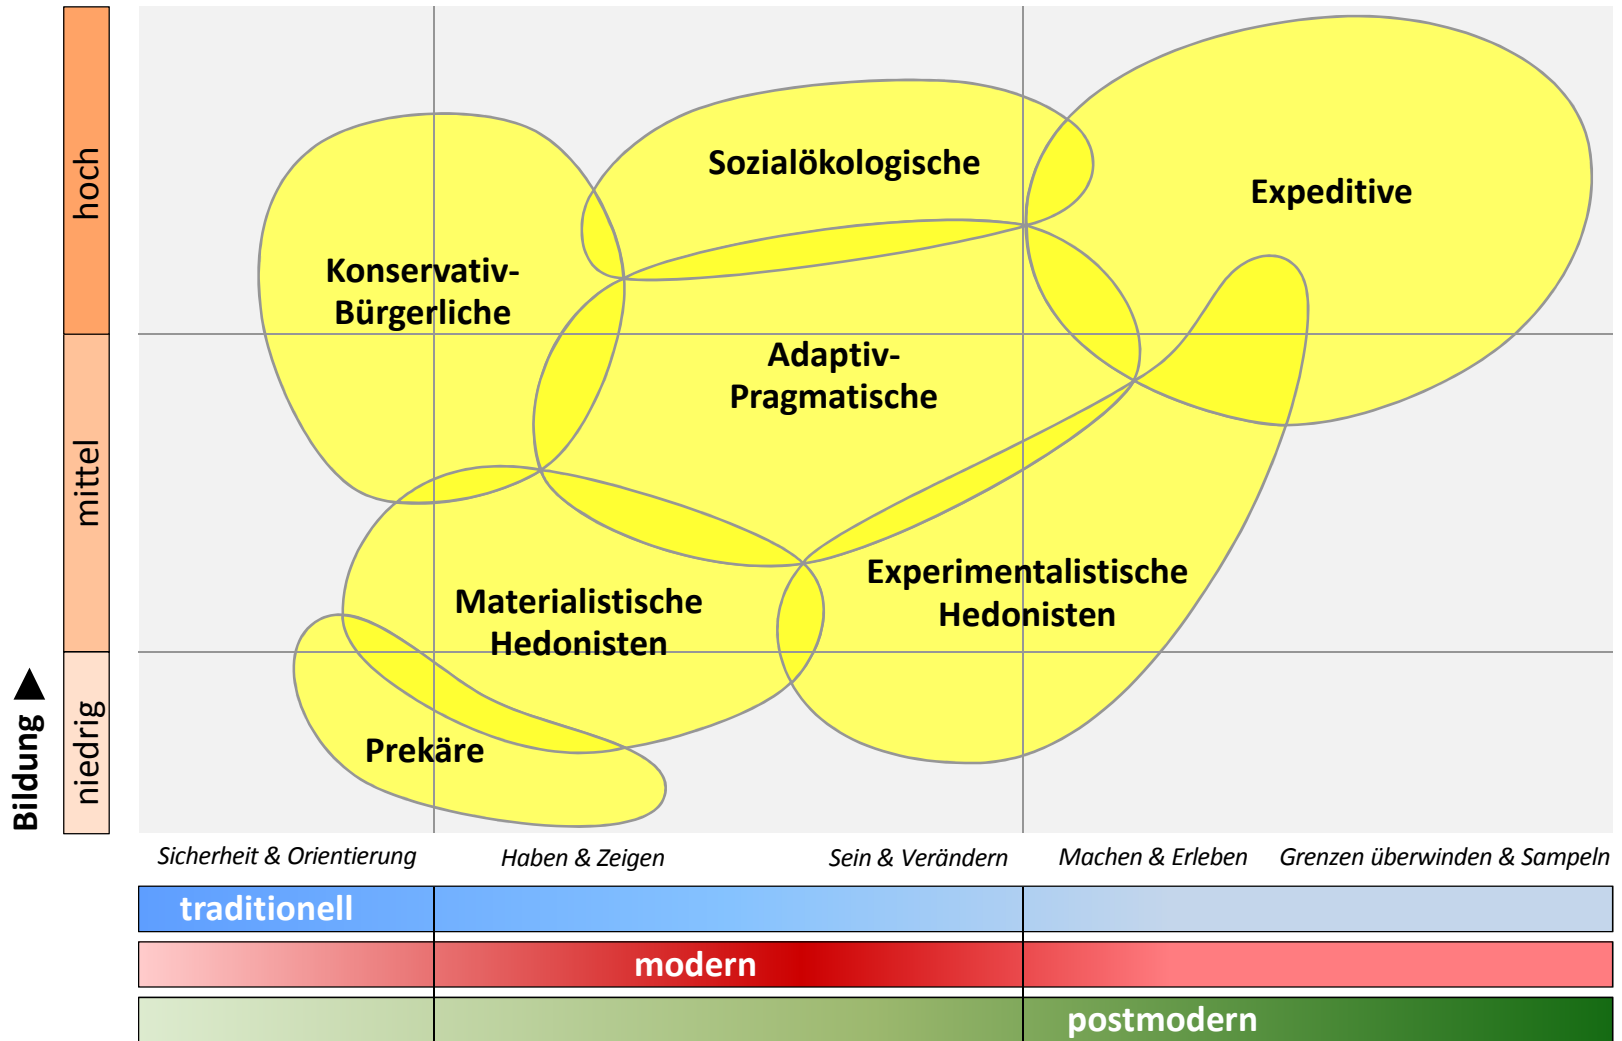 Bildung ▶
hoch
mittel
niedrig
Sozialökologische
Expeditive
Konservativ-
Bürgerliche
Adaptiv-
Pragmatische
Experimentalistische
Hedonisten
Materialistische
Hedonisten
Prekäre
Sicherheit & Orientierung
Haben & Zeigen
Sein & Verändern
Machen & Erleben
Grenzen überwinden & Sampeln
traditionell
modern
postmodern